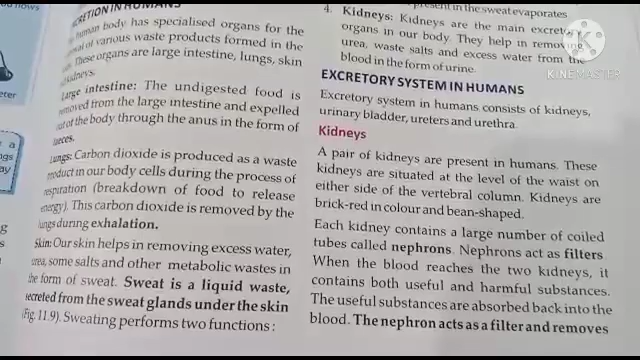 CRETION IN HUMANS
human body has specialised organs for the
of various waste products formed in the
These organs are large intestine, lungs, skin
kidneys.
Large intestine: The undigested food is
removed from the large intestine and expelled
out of the body through the anus in the form of
faeces.
Lungs: Carbon dioxide is produced as a waste
product in our body cells during the process of
respiration (breakdown of food to release
energy). This carbon dioxide is removed by the
lungs during exhalation.
Skin: Our skin helps in removing excess water,
urea, some salts and other metabolic wastes in
the form of sweat. Sweat is a liquid waste,
secreted from the sweat glands under the skin
(Fig. 11.9). Sweating performs two functions:
present in the sweat evaporates
4. Kidneys: Kidneys are the main excretory
organs in our body. They help in removing
urea, waste salts and excess water from the
blood in the form of urine.
EXCRETORY SYSTEM IN HUMANS
Excretory system in humans consists of kidneys,
urinary bladder, ureters and urethra.
Kidneys
A pair of kidneys are present in humans. These
kidneys are situated at the level of the waist on
either side of the vertebral column. Kidneys are
brick-red in colour and bean-shaped.
Each kidney contains a large number of coiled
tubes called nephrons. Nephrons act as filters
When the blood reaches the two kidneys, it
contains both useful and harmful substances.
The useful substances are absorbed back into the
blood. The nephron acts as a filter and removes
KINEMASTER